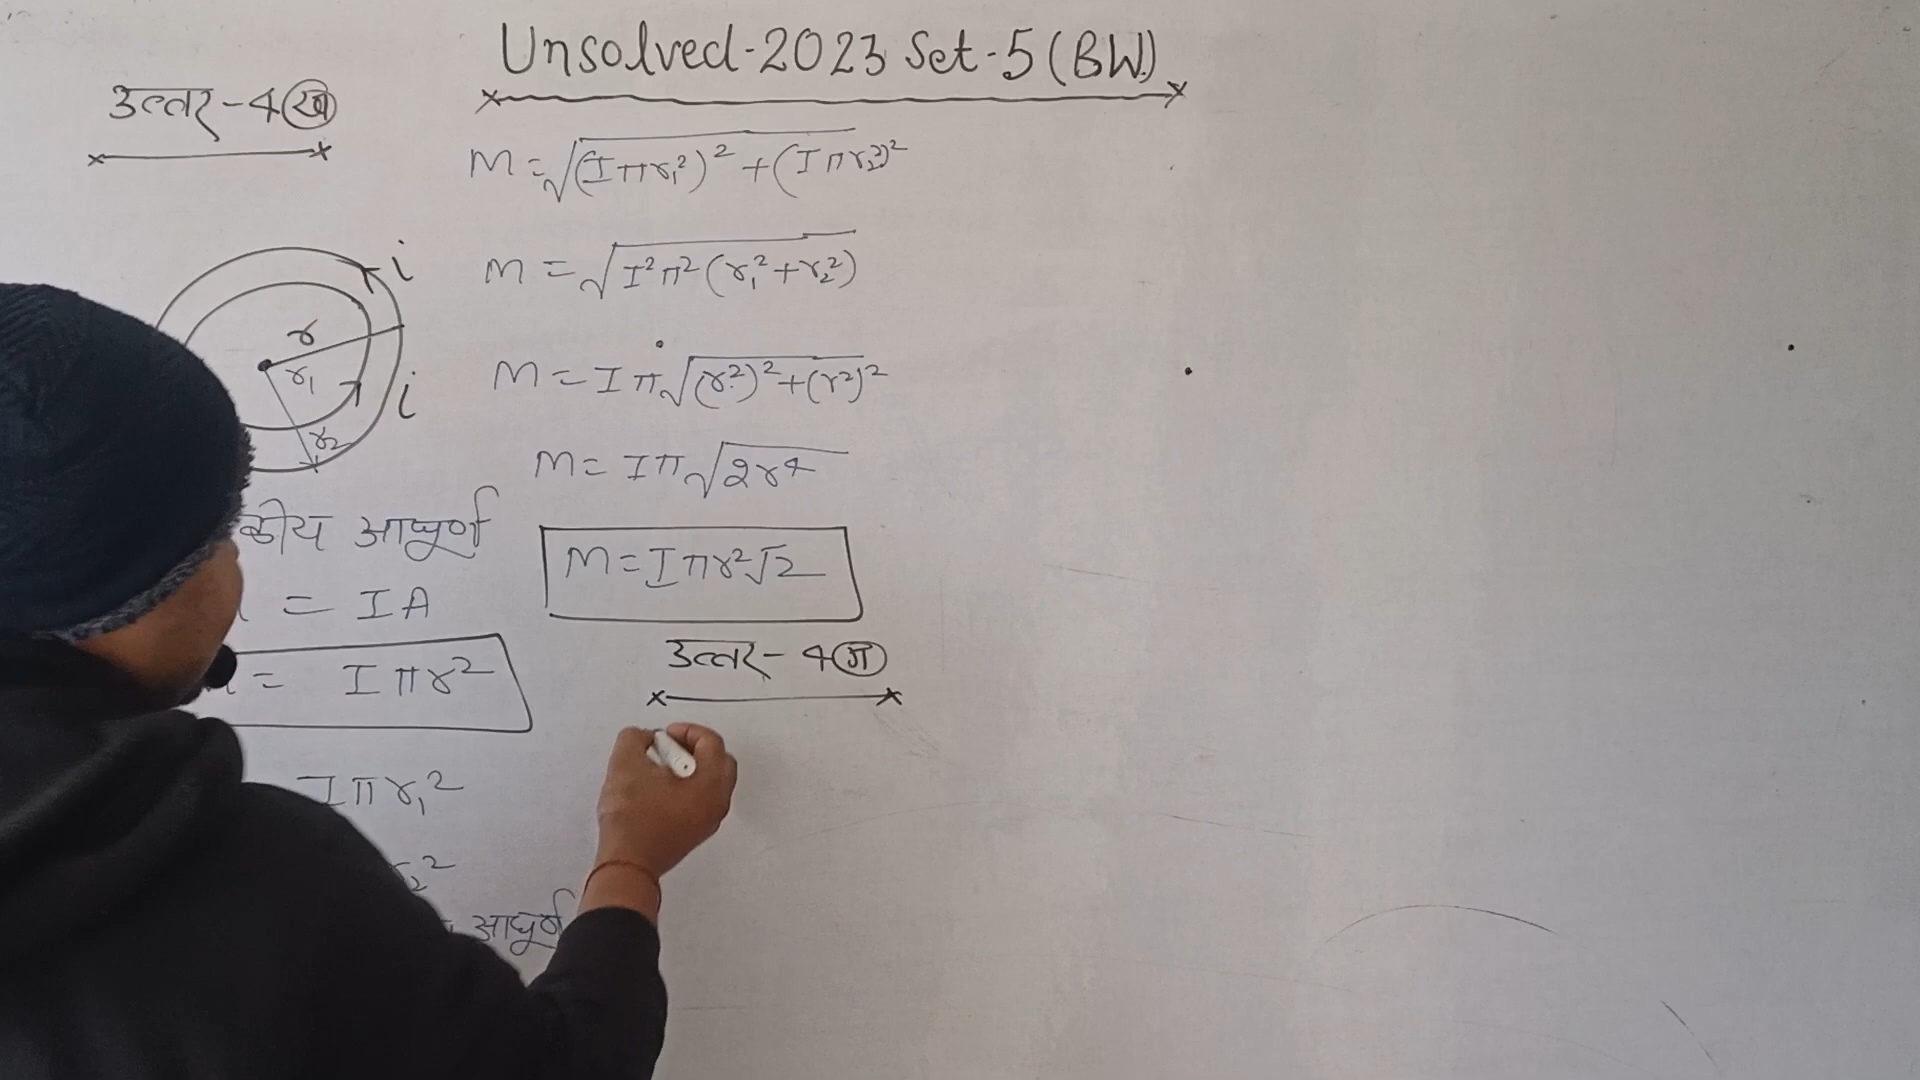 Unsolved-2023 Set-5 (BW)
उत्तर-4 (ख)
i
r
r₁
i
r₂
आघूर्ण
= IA
= Iπr²
Iπr₁²
r₂²
आघूर्ण
M = √(Iπr₁²)² + (Iπr₂²)²
M = √I²π² (r₁² + r₂²)
M = Iπ√(r²)² + (r²)²
M = Iπ√2r⁴
M = Iπr²√2
उत्तर-4 (ग)